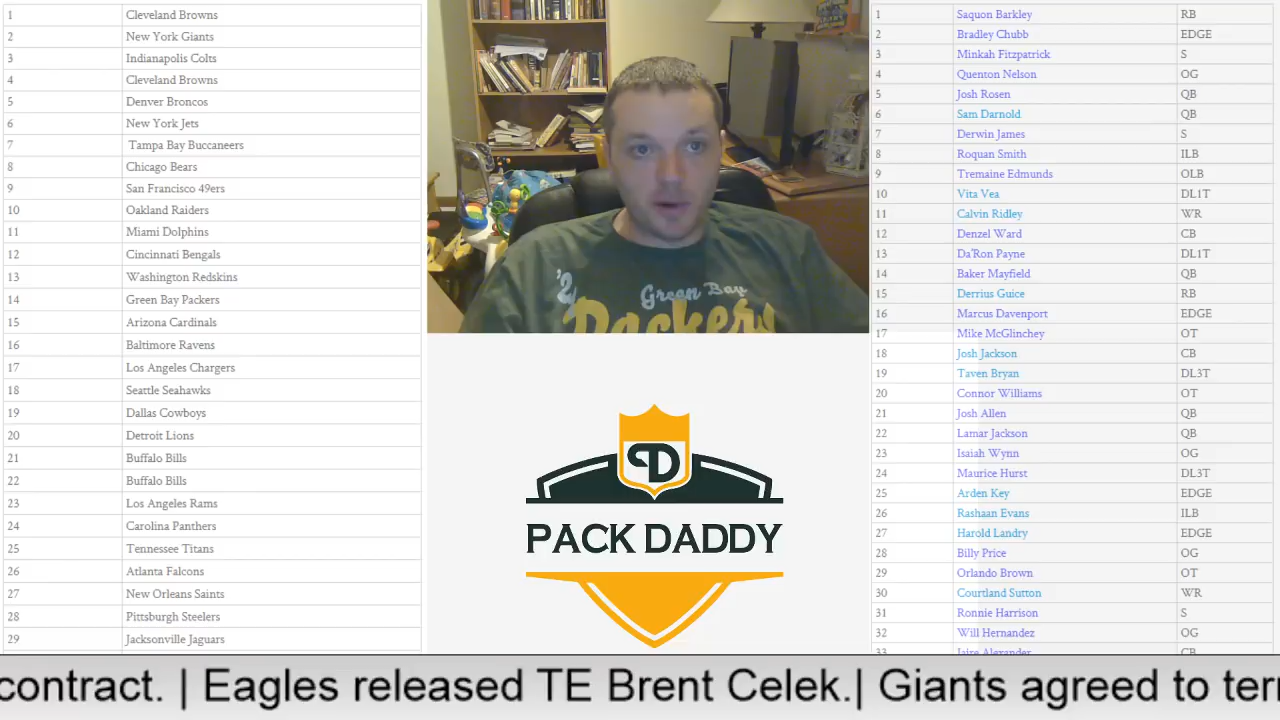 1 Cleveland Browns
2 New York Giants
3 Indianapolis Colts
4 Cleveland Browns
5 Denver Broncos
6 New York Jets
7 Tampa Bay Buccaneers
8 Chicago Bears
9 San Francisco 49ers
10 Oakland Raiders
11 Miami Dolphins
12 Cincinnati Bengals
13 Washington Redskins
14 Green Bay Packers
15 Arizona Cardinals
16 Baltimore Ravens
17 Los Angeles Chargers
18 Seattle Seahawks
19 Dallas Cowboys
20 Detroit Lions
21 Buffalo Bills
22 Buffalo Bills
23 Los Angeles Rams
24 Carolina Panthers
25 Tennessee Titans
26 Atlanta Falcons
27 New Orleans Saints
28 Pittsburgh Steelers
29 Jacksonville Jaguars
Green Bay
Packers
PD
PACK DADDY
1 Saquon Barkley RB
2 Bradley Chubb EDGE
3 Minkah Fitzpatrick S
4 Quenton Nelson OG
5 Josh Rosen QB
6 Sam Darnold QB
7 Derwin James S
8 Roquan Smith ILB
9 Tremaine Edmunds OLB
10 Vita Vea DL1T
11 Calvin Ridley WR
12 Denzel Ward CB
13 Da'Ron Payne DL1T
14 Baker Mayfield QB
15 Derrius Guice RB
16 Marcus Davenport EDGE
17 Mike McGlinchey OT
18 Josh Jackson CB
19 Taven Bryan DL3T
20 Connor Williams OT
21 Josh Allen QB
22 Lamar Jackson QB
23 Isaiah Wynn OG
24 Maurice Hurst DL3T
25 Arden Key EDGE
26 Rashaan Evans ILB
27 Harold Landry EDGE
28 Billy Price OG
29 Orlando Brown OT
30 Courtland Sutton WR
31 Ronnie Harrison S
32 Will Hernandez OG
33 Jaire Alexander CB
contract. | Eagles released TE Brent Celek.| Giants agreed to ter